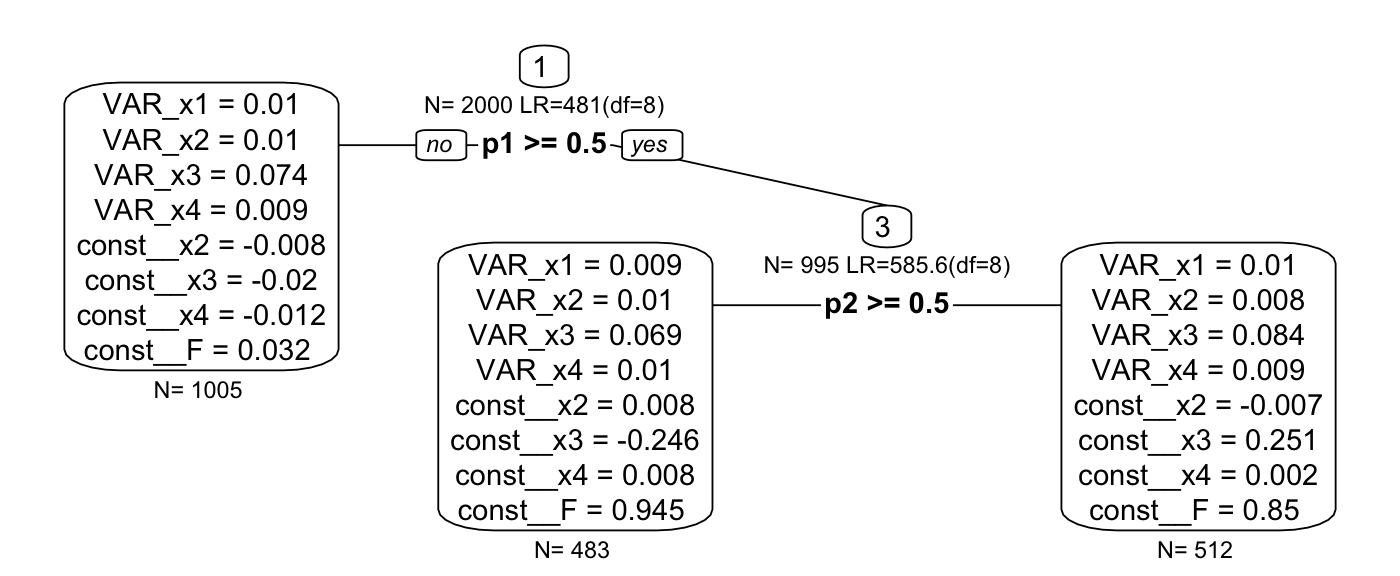 1
N= 2000 LR=481(df=8)
no p1 >= 0.5 yes
VAR_x1 = 0.01
VAR_x2 = 0.01
VAR_x3 = 0.074
VAR_x4 = 0.009
const__x2 = -0.008
const__x3 = -0.02
const__x4 = -0.012
const__F = 0.032
N= 1005
3
N= 995 LR=585.6(df=8)
p2 >= 0.5
VAR_x1 = 0.009
VAR_x2 = 0.01
VAR_x3 = 0.069
VAR_x4 = 0.01
const__x2 = 0.008
const__x3 = -0.246
const__x4 = 0.008
const__F = 0.945
N= 483
VAR_x1 = 0.01
VAR_x2 = 0.008
VAR_x3 = 0.084
VAR_x4 = 0.009
const__x2 = -0.007
const__x3 = 0.251
const__x4 = 0.002
const__F = 0.85
N= 512